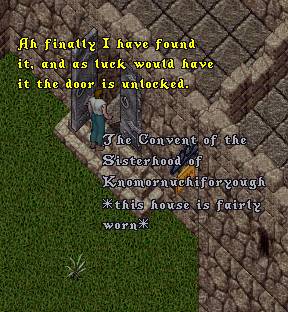 Ah finally I have found
it, and as luck would have
it the door is unlocked.
The Convent of the
Sisterhood of
Knomornuchiforyough
*this house is fairly
worn*